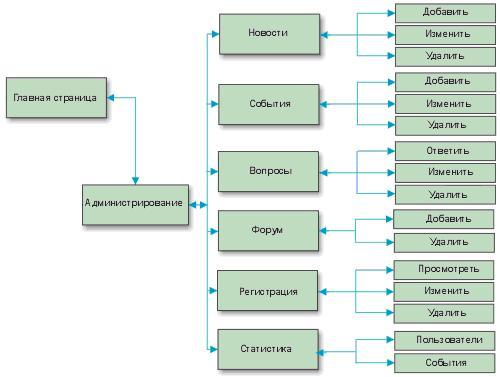 Главная страница
Администрирование
Новости
Добавить
Изменить
Удалить
События
Добавить
Изменить
Удалить
Вопросы
Ответить
Изменить
Удалить
Форум
Добавить
Удалить
Регистрация
Просмотреть
Изменить
Удалить
Статистика
Пользователи
События